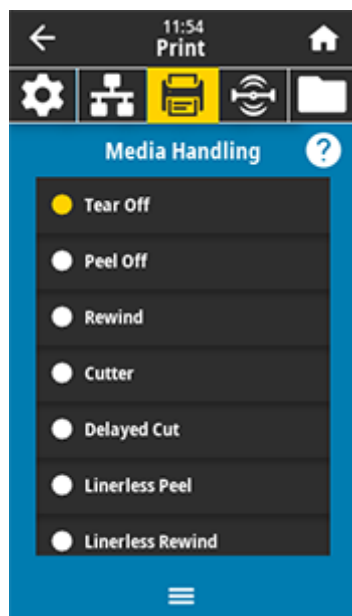 11:54
Print
Media Handling
?
Tear Off
Peel Off
Rewind
Cutter
Delayed Cut
Linerless Peel
Linerless Rewind